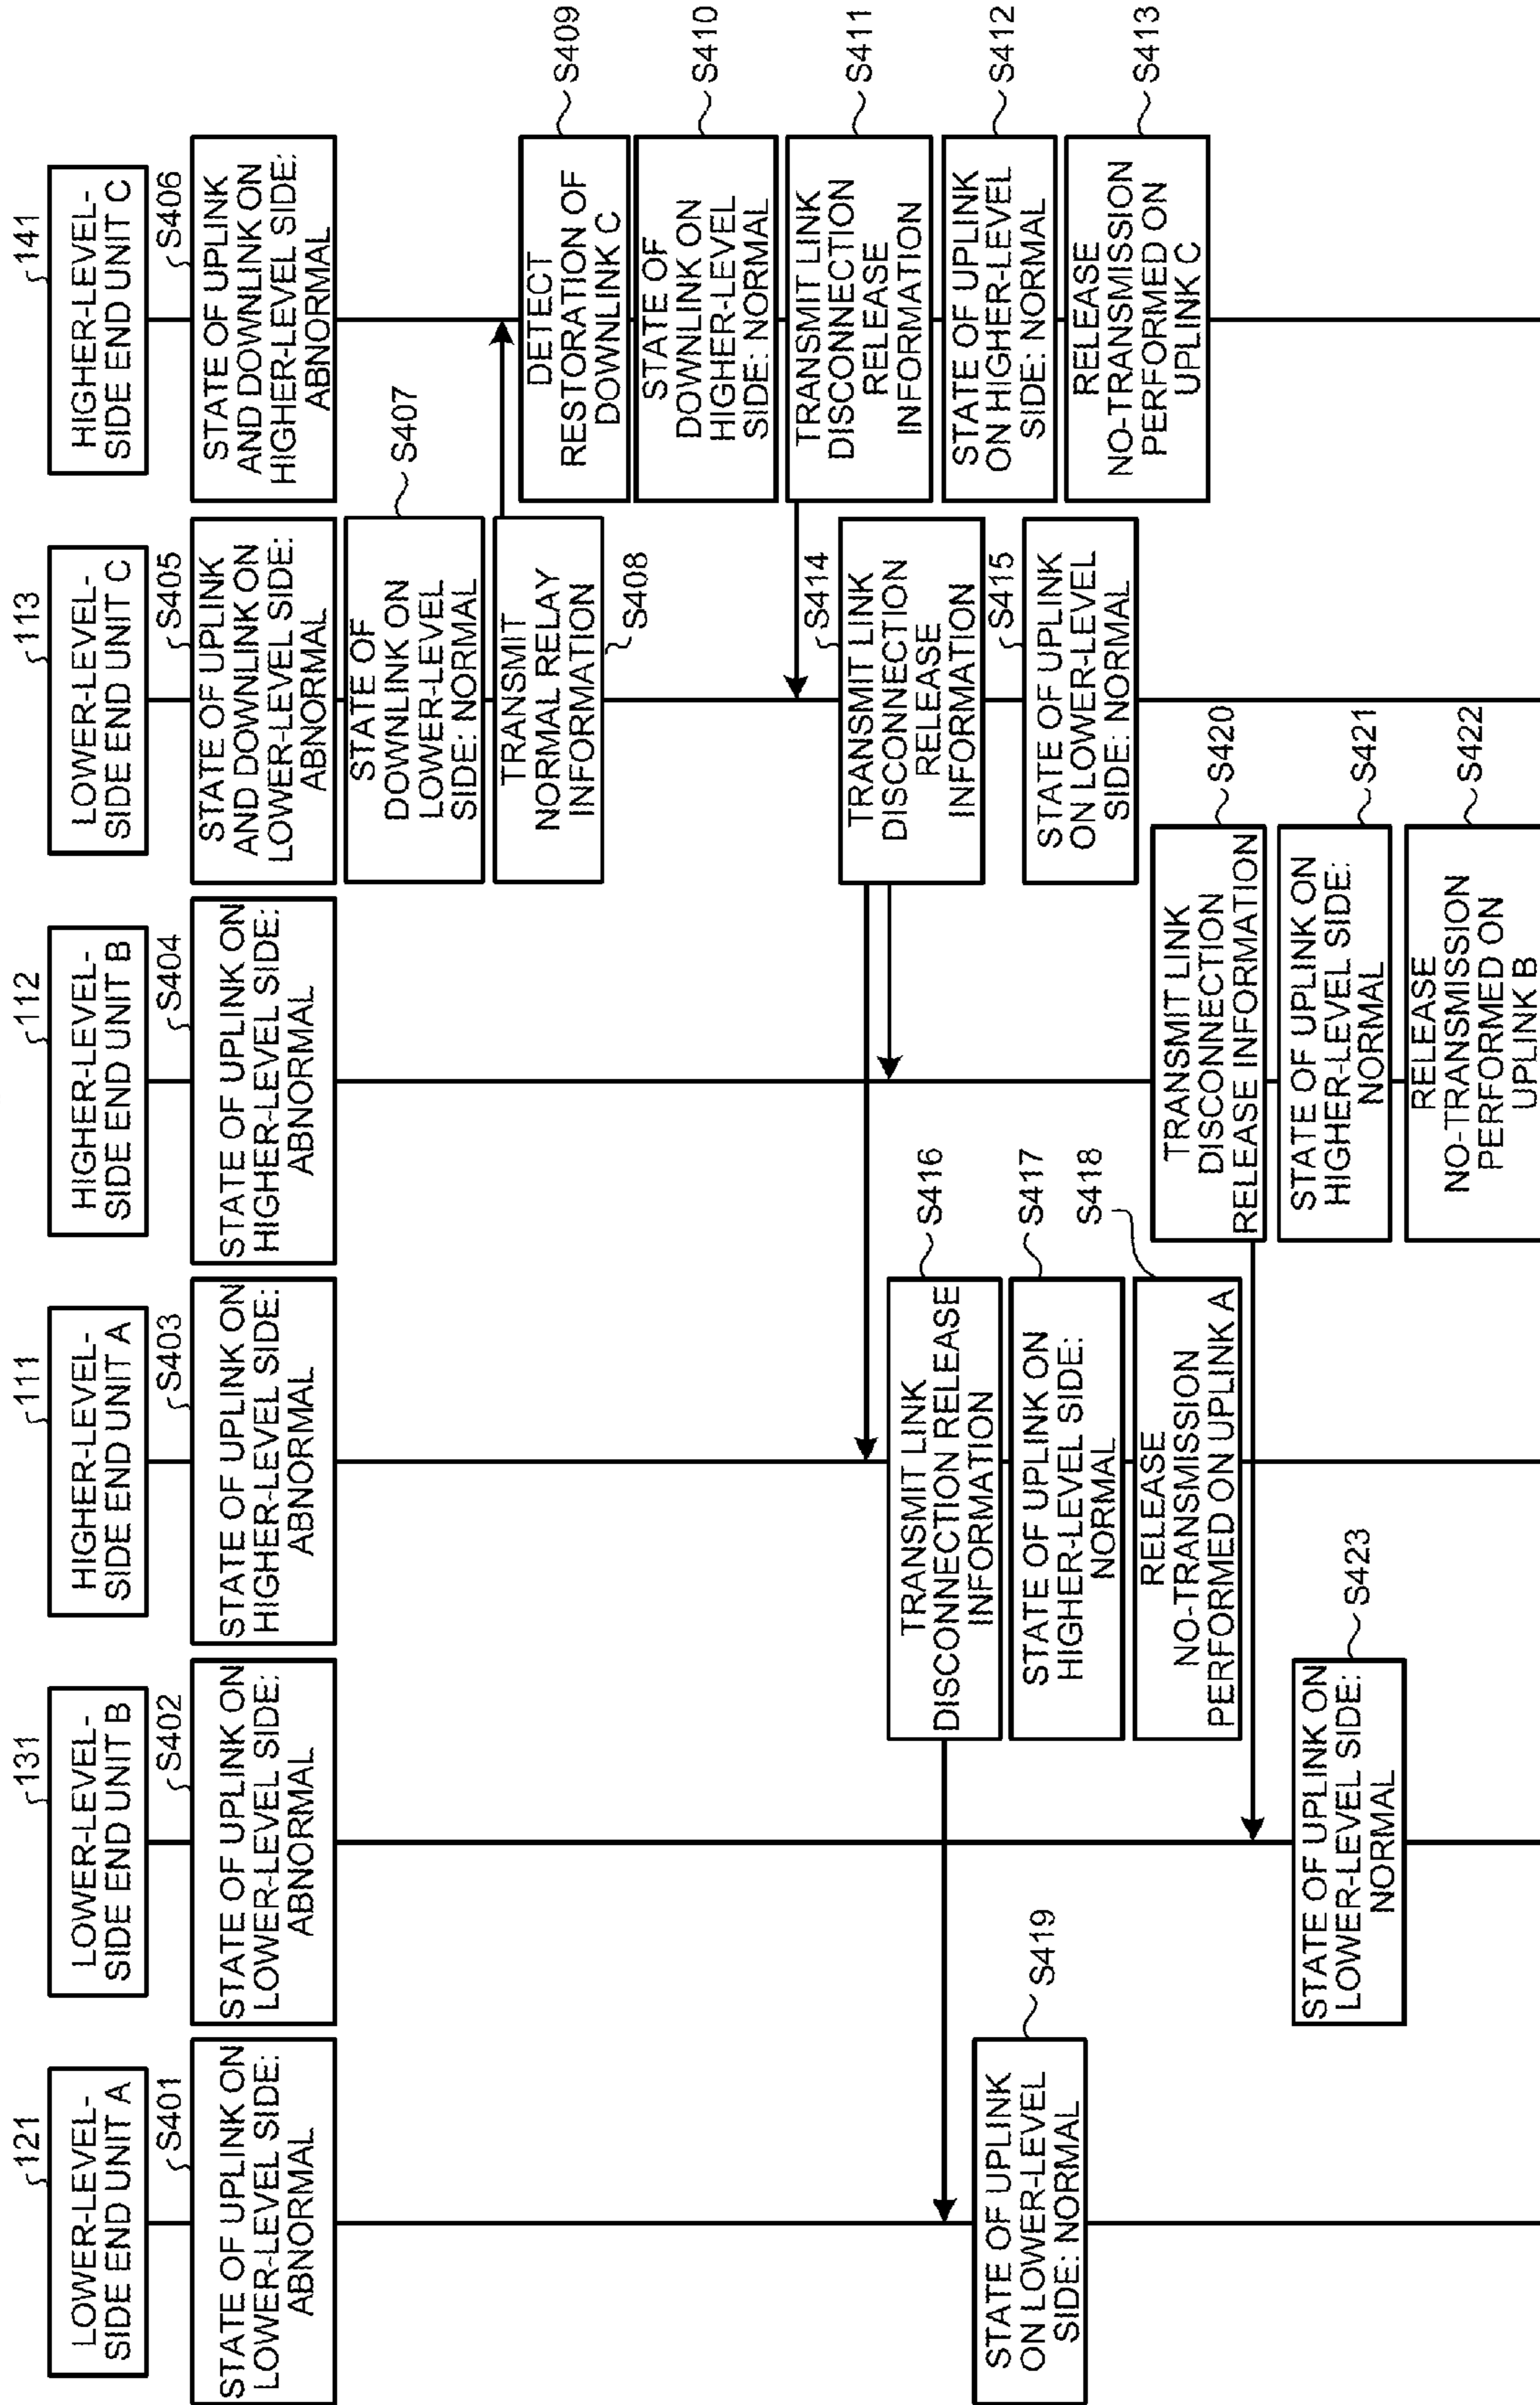 121
LOWER-LEVEL-
SIDE END UNIT A
131
LOWER-LEVEL-
SIDE END UNIT B
111
HIGHER-LEVEL-
SIDE END UNIT A
112
HIGHER-LEVEL-
SIDE END UNIT B
113
LOWER-LEVEL-
SIDE END UNIT C
141
HIGHER-LEVEL-
SIDE END UNIT C
S401
STATE OF UPLINK ON
LOWER-LEVEL SIDE:
ABNORMAL
S402
STATE OF UPLINK ON
LOWER-LEVEL SIDE:
ABNORMAL
S403
STATE OF UPLINK ON
HIGHER-LEVEL SIDE:
ABNORMAL
S404
STATE OF UPLINK ON
HIGHER-LEVEL SIDE:
ABNORMAL
S405
STATE OF UPLINK
AND DOWNLINK ON
LOWER-LEVEL SIDE:
ABNORMAL
S406
STATE OF UPLINK
AND DOWNLINK ON
HIGHER-LEVEL SIDE:
ABNORMAL
S407
STATE OF
DOWNLINK ON
LOWER-LEVEL
SIDE: NORMAL
TRANSMIT
NORMAL RELAY
INFORMATION
S408
S409
DETECT
RESTORATION OF
DOWNLINK C
S410
STATE OF
DOWNLINK ON
HIGHER-LEVEL
SIDE: NORMAL
S411
TRANSMIT LINK
DISCONNECTION
RELEASE
INFORMATION
S412
STATE OF UPLINK
ON HIGHER-LEVEL
SIDE: NORMAL
S413
RELEASE
NO-TRANSMISSION
PERFORMED ON
UPLINK C
S414
TRANSMIT LINK
DISCONNECTION
RELEASE
INFORMATION
S415
STATE OF UPLINK
ON LOWER-LEVEL
SIDE: NORMAL
S416
TRANSMIT LINK
DISCONNECTION RELEASE
INFORMATION
S417
STATE OF UPLINK ON
HIGHER-LEVEL SIDE:
NORMAL
S418
RELEASE
NO-TRANSMISSION
PERFORMED ON UPLINK A
S419
STATE OF UPLINK
ON LOWER-LEVEL
SIDE: NORMAL
S420
TRANSMIT LINK
DISCONNECTION
RELEASE INFORMATION
S421
STATE OF UPLINK ON
HIGHER-LEVEL SIDE:
NORMAL
S422
RELEASE
NO-TRANSMISSION
PERFORMED ON
UPLINK B
S423
STATE OF UPLINK ON
LOWER-LEVEL SIDE:
NORMAL